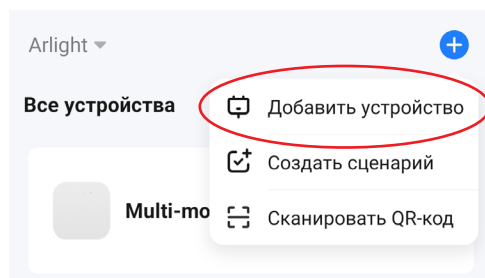 Arlight
Все устройства
Добавить устройство
Создать сценарий
Multi-mo
Сканировать QR-код